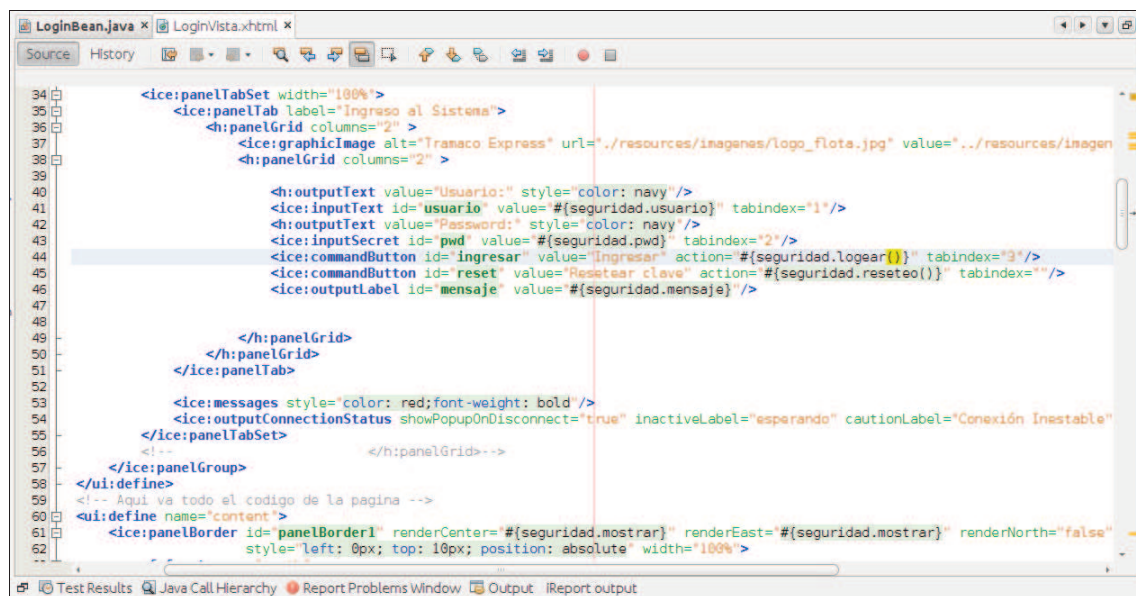 LoginBean.java × LoginVista.xhtml ×
Source History
34 <ice:panelTabSet width="100%">
35 <ice:panelTab label="Ingreso al Sistema">
36 <h:panelGrid columns="2" >
37 <ice:graphicImage alt="Tramaco Express" url="./resources/imagenes/logo_flota.jpg" value="../resources/imagen
38 <h:panelGrid columns="2" >
39
40 <h:outputText value="Usuario:" style="color: navy"/>
41 <ice:inputText id="usuario" value="#{seguridad.usuario}" tabindex="1"/>
42 <h:outputText value="Password:" style="color: navy"/>
43 <ice:inputSecret id="pwd" value="#{seguridad.pwd}" tabindex="2"/>
44 <ice:commandButton id="ingresar" value="Ingresar" action="#{seguridad.logear()}" tabindex="3"/>
45 <ice:commandButton id="reset" value="Resetear clave" action="#{seguridad.reseteo()}" tabindex=""/>
46 <ice:outputLabel id="mensaje" value="#{seguridad.mensaje}"/>
47
48
49 </h:panelGrid>
50 </h:panelGrid>
51 </ice:panelTab>
52
53 <ice:messages style="color: red;font-weight: bold"/>
54 <ice:outputConnectionStatus showPopupOnDisconnect="true" inactiveLabel="esperando" cautionLabel="Conexión Inestable"
55 </ice:panelTabSet>
56 <!-- </h:panelGrid>-->
57 </ice:panelGroup>
58 </ui:define>
59 <!-- Aqui va todo el codigo de la pagina -->
60 <ui:define name="content">
61 <ice:panelBorder id="panelBorder1" renderCenter="#{seguridad.mostrar}" renderEast="#{seguridad.mostrar}" renderNorth="false"
62 style="left: 0px; top: 10px; position: absolute" width="100%">
Test Results Java Call Hierarchy Report Problems Window Output IReport output